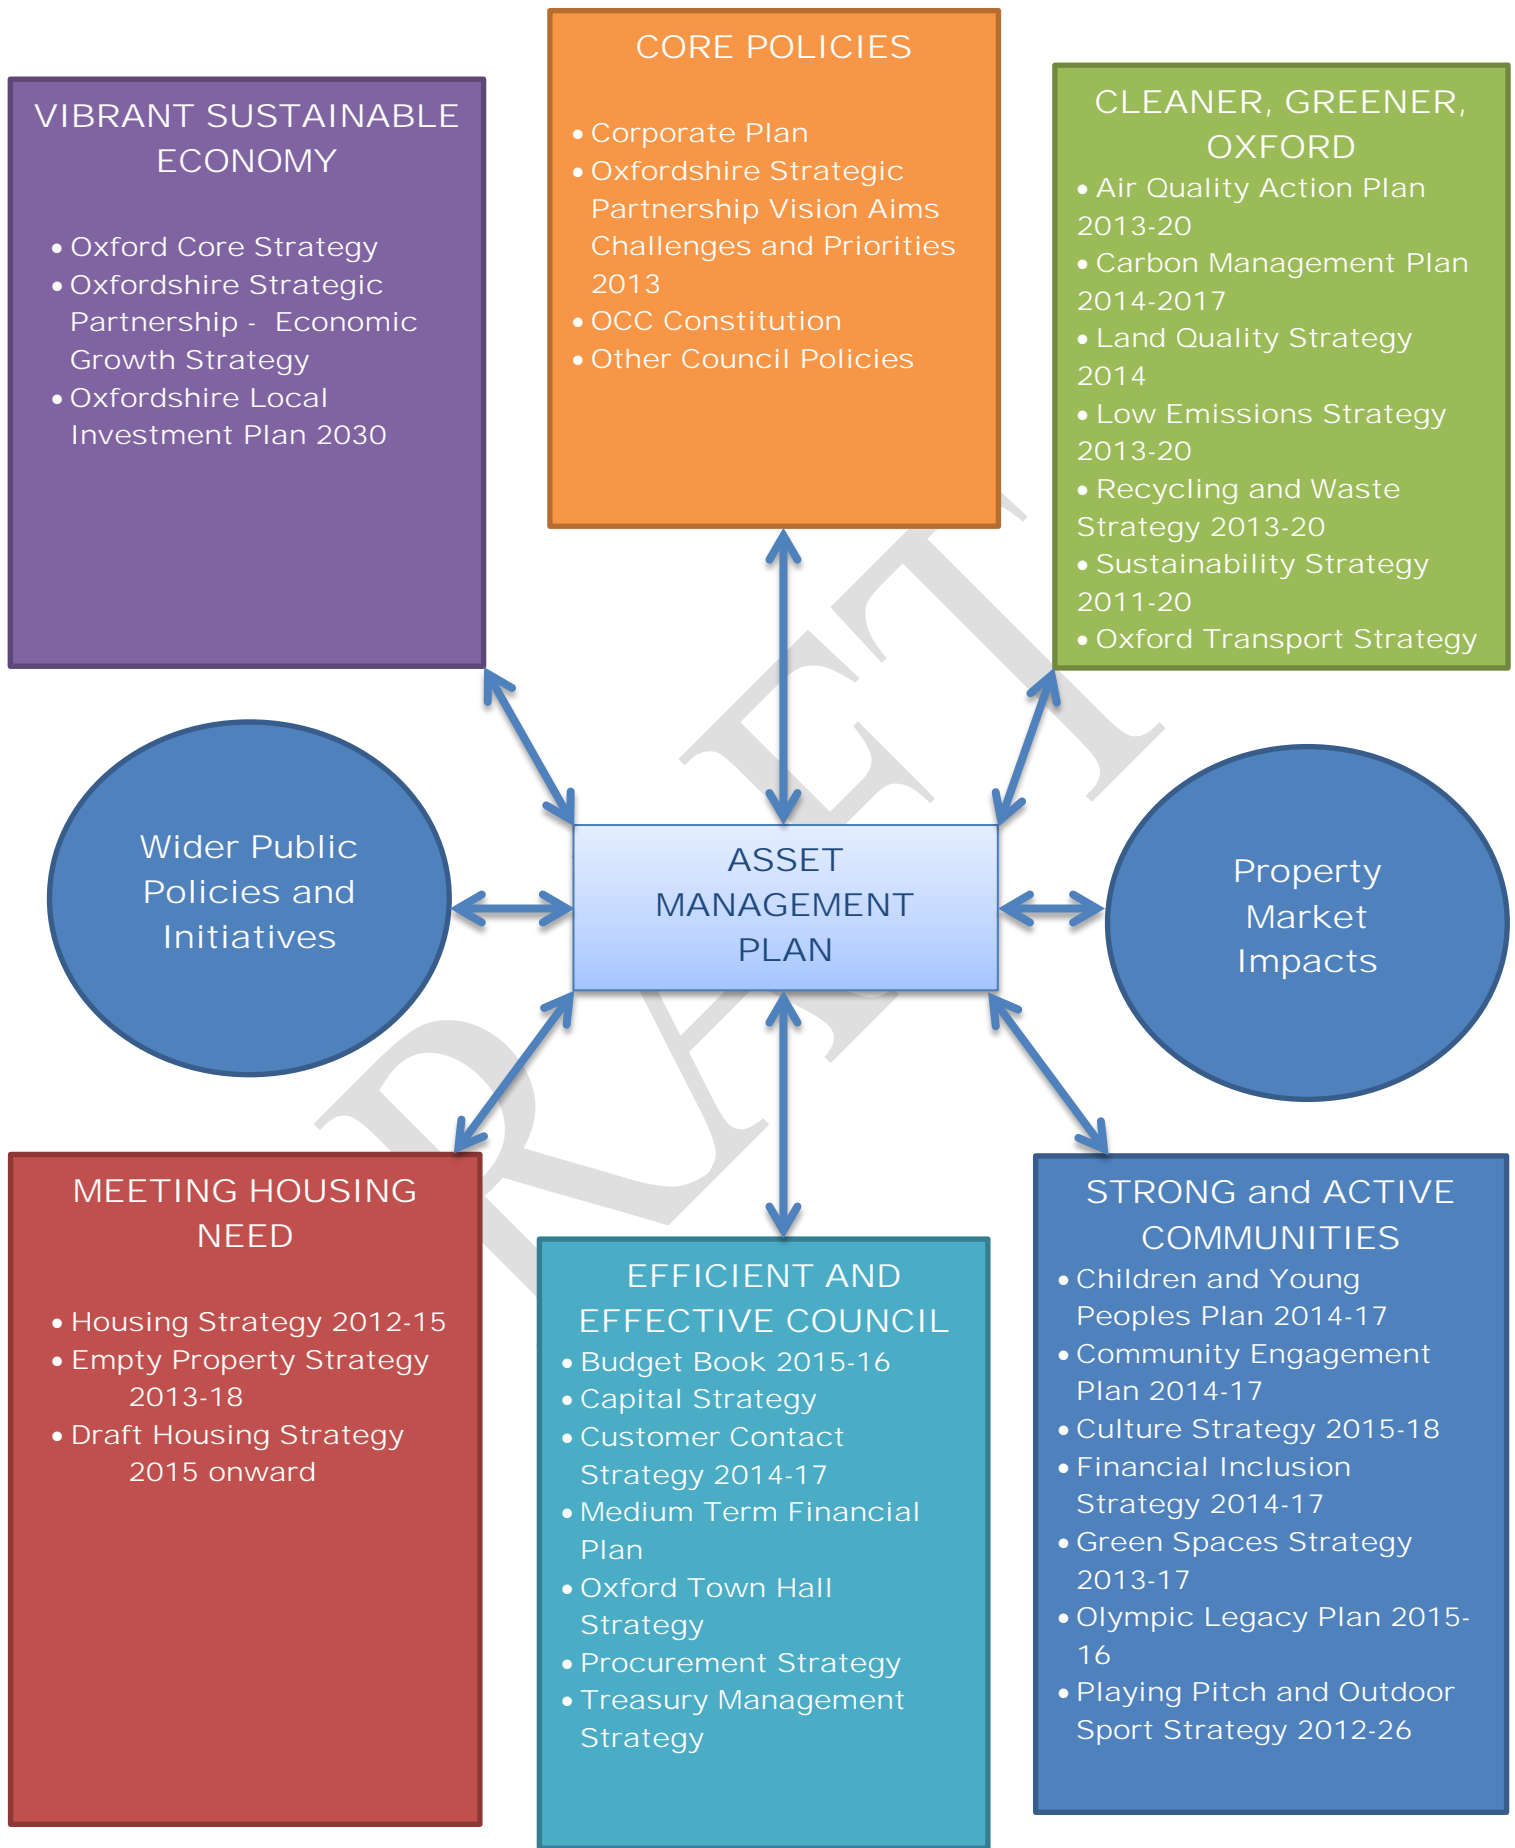 CORE POLICIES
• Corporate Plan
• Oxfordshire Strategic
Partnership Vision Aims
Challenges and Priorities
2013
• OCC Constitution
• Other Council Policies
VIBRANT SUSTAINABLE
ECONOMY
• Oxford Core Strategy
• Oxfordshire Strategic
Partnership - Economic
Growth Strategy
• Oxfordshire Local
Investment Plan 2030
CLEANER, GREENER,
OXFORD
• Air Quality Action Plan
2013-20
• Carbon Management Plan
2014-2017
• Land Quality Strategy
2014
• Low Emissions Strategy
2013-20
• Recycling and Waste
Strategy 2013-20
• Sustainability Strategy
2011-20
• Oxford Transport Strategy
Wider Public
Policies and
Initiatives
ASSET
MANAGEMENT
PLAN
Property
Market
Impacts
MEETING HOUSING
NEED
• Housing Strategy 2012-15
• Empty Property Strategy
2013-18
• Draft Housing Strategy
2015 onward
EFFICIENT AND
EFFECTIVE COUNCIL
• Budget Book 2015-16
• Capital Strategy
• Customer Contact
Strategy 2014-17
• Medium Term Financial
Plan
• Oxford Town Hall
Strategy
• Procurement Strategy
• Treasury Management
Strategy
STRONG and ACTIVE
COMMUNITIES
• Children and Young
Peoples Plan 2014-17
• Community Engagement
Plan 2014-17
• Culture Strategy 2015-18
• Financial Inclusion
Strategy 2014-17
• Green Spaces Strategy
2013-17
• Olympic Legacy Plan 2015-
16
• Playing Pitch and Outdoor
Sport Strategy 2012-26
RAFT